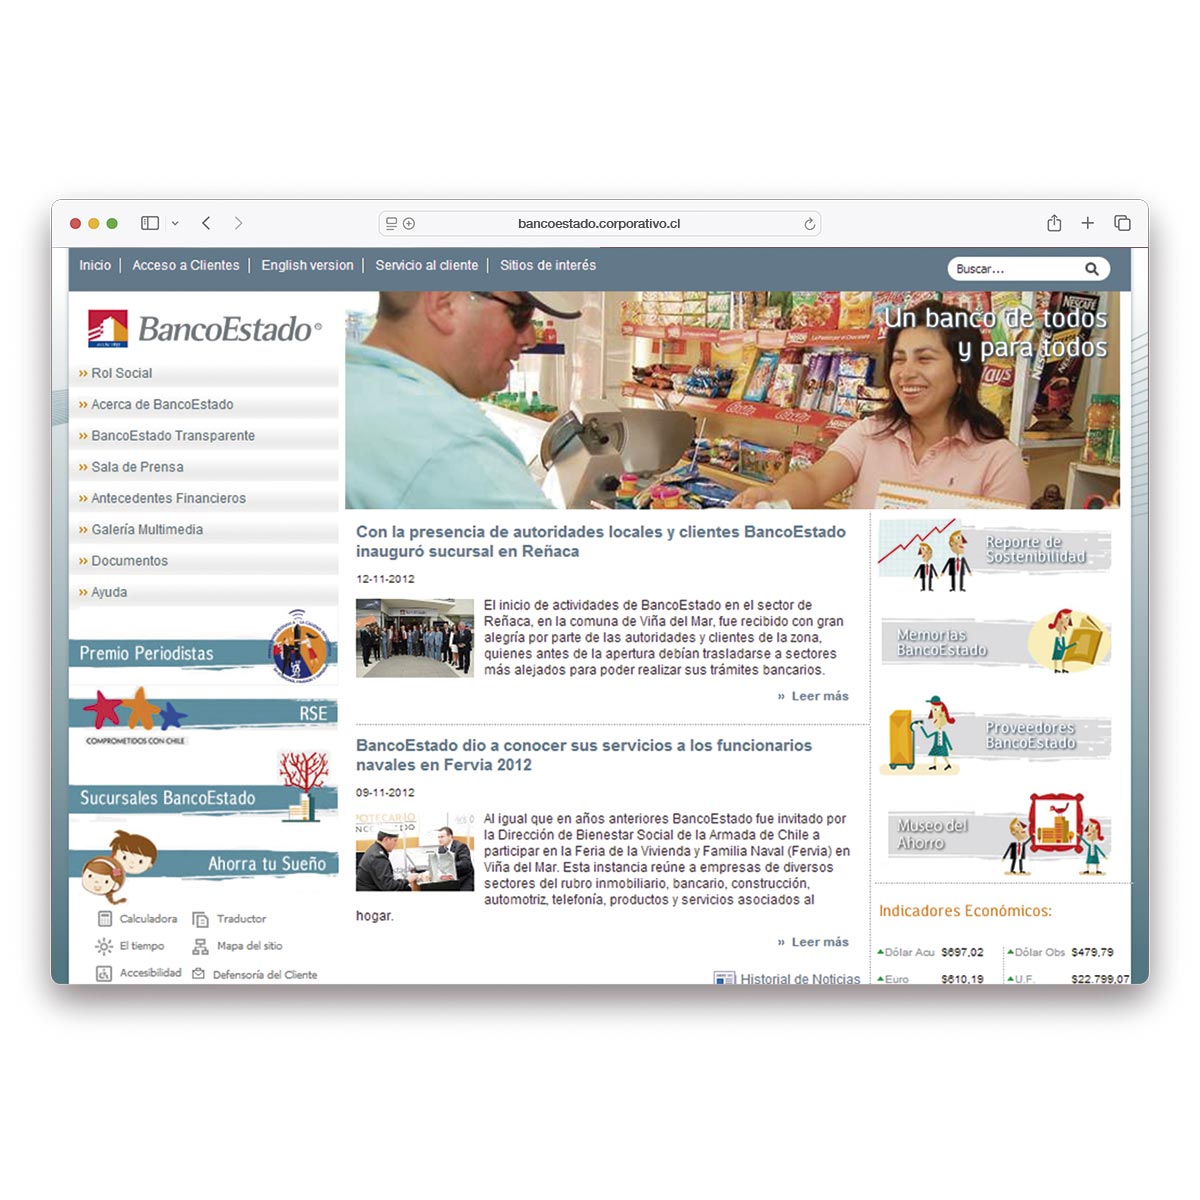 bancoestado.corporativo.cl
Inicio | Acceso a Clientes | English version | Servicio al cliente | Sitios de interés
Buscar...
BancoEstado®
Un banco de todos
y para todos
NESCAFÉ
Lays
» Rol Social
» Acerca de BancoEstado
» BancoEstado Transparente
» Sala de Prensa
» Antecedentes Financieros
» Galería Multimedia
» Documentos
» Ayuda
Premio Periodistas
RSE
COMPROMETIDOS CON CHILE
Sucursales BancoEstado
Ahorra tu Sueño
Calculadora
Traductor
El tiempo
Mapa del sitio
Accesibilidad
Defensoría del Cliente
Con la presencia de autoridades locales y clientes BancoEstado
inauguró sucursal en Reñaca
12-11-2012
El inicio de actividades de BancoEstado en el sector de
Reñaca, en la comuna de Viña del Mar, fue recibido con gran
alegría por parte de las autoridades y clientes de la zona,
quienes antes de la apertura debían trasladarse a sectores
más alejados para poder realizar sus trámites bancarios.
» Leer más
BancoEstado dio a conocer sus servicios a los funcionarios
navales en Fervia 2012
09-11-2012
Al igual que en años anteriores BancoEstado fue invitado por
la Dirección de Bienestar Social de la Armada de Chile a
participar en la Feria de la Vivienda y Familia Naval (Fervia) en
Viña del Mar. Esta instancia reúne a empresas de diversos
sectores del rubro inmobiliario, bancario, construcción,
automotriz, telefonía, productos y servicios asociados al
hogar.
» Leer más
Historial de Noticias
Reporte de
Sostenibilidad
Memorias
BancoEstado
Proveedores
BancoEstado
Museo del
Ahorro
Indicadores Económicos:
Dólar Acu $697,02
Dólar Obs $479,79
Euro $610,19
U.F. $22.799,07